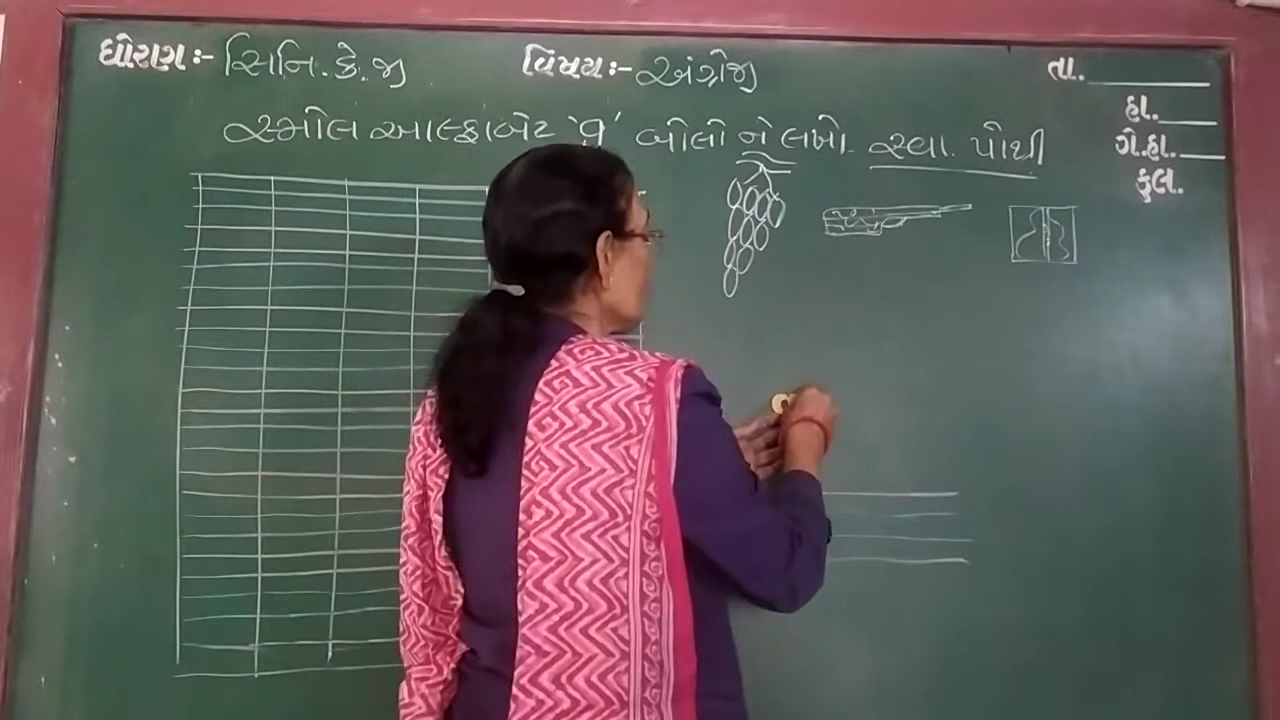 ધોરણ:- સિનિ. કે. જી વિષય:- અંગ્રેજી તા.
હા.
ગે.હા.
કુલ.
સ્મોલ આલ્ફાબેટ 'g' બોલો ને લખો. સ્વા. પોથી